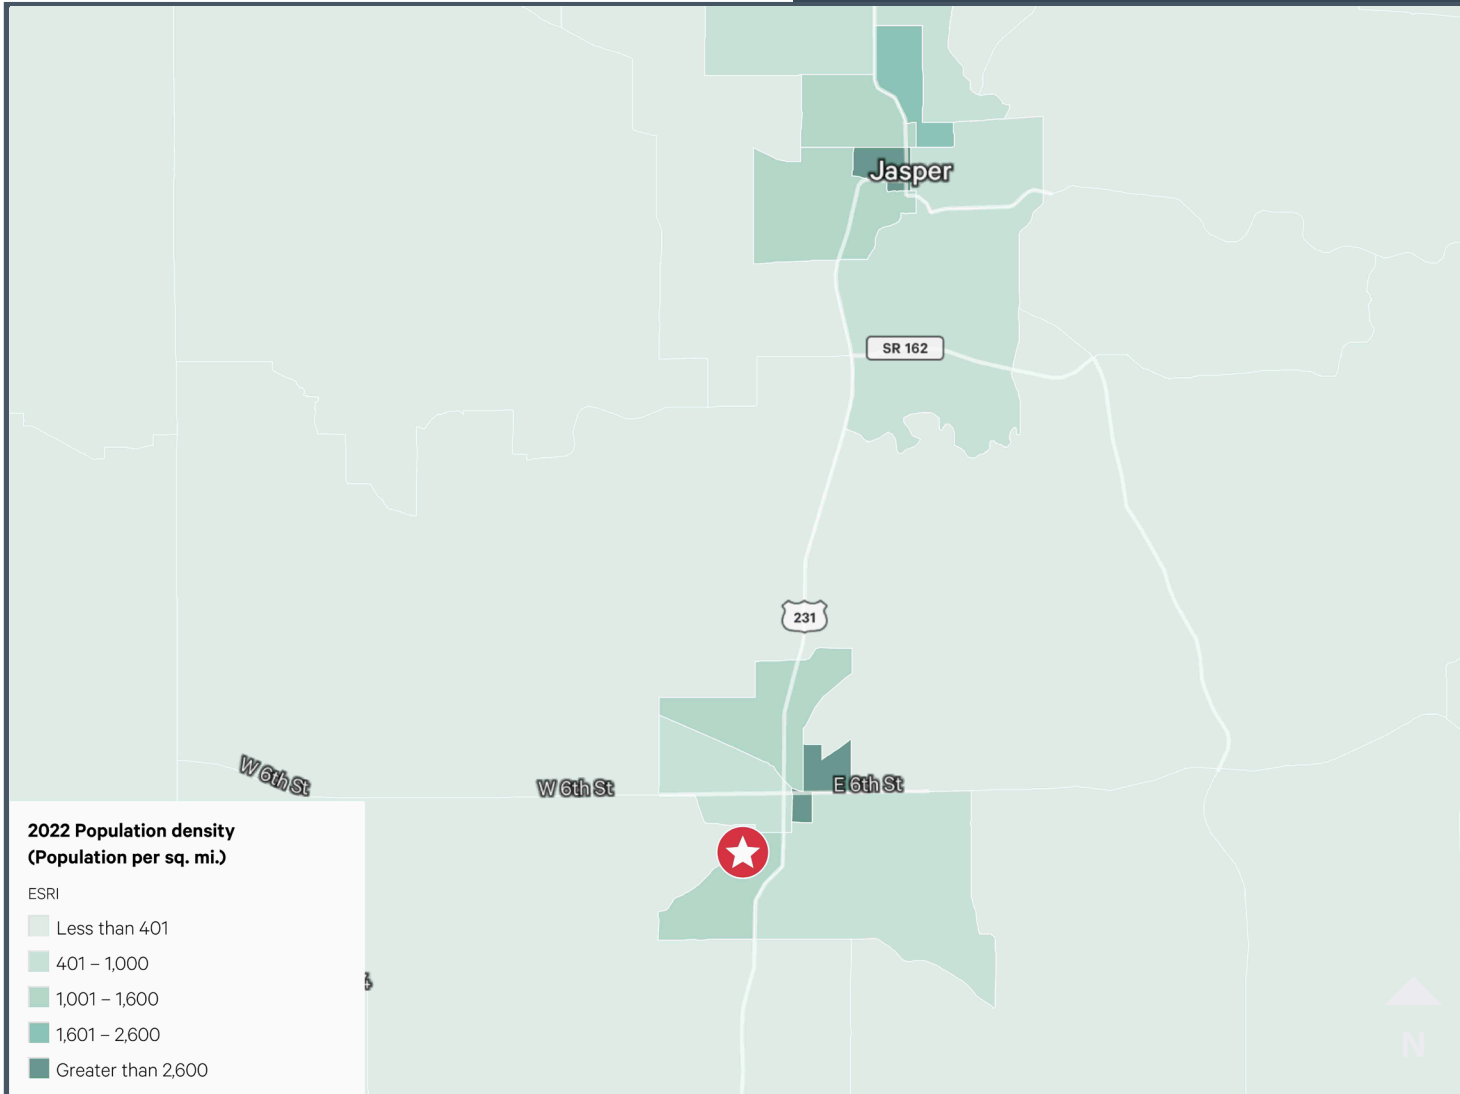 Jasper
SR 162
231
W 6th St
W 6th St
E 6th St
2022 Population density
(Population per sq. mi.)
ESRI
Less than 401
401 – 1,000
1,001 – 1,600
1,601 – 2,600
Greater than 2,600
N